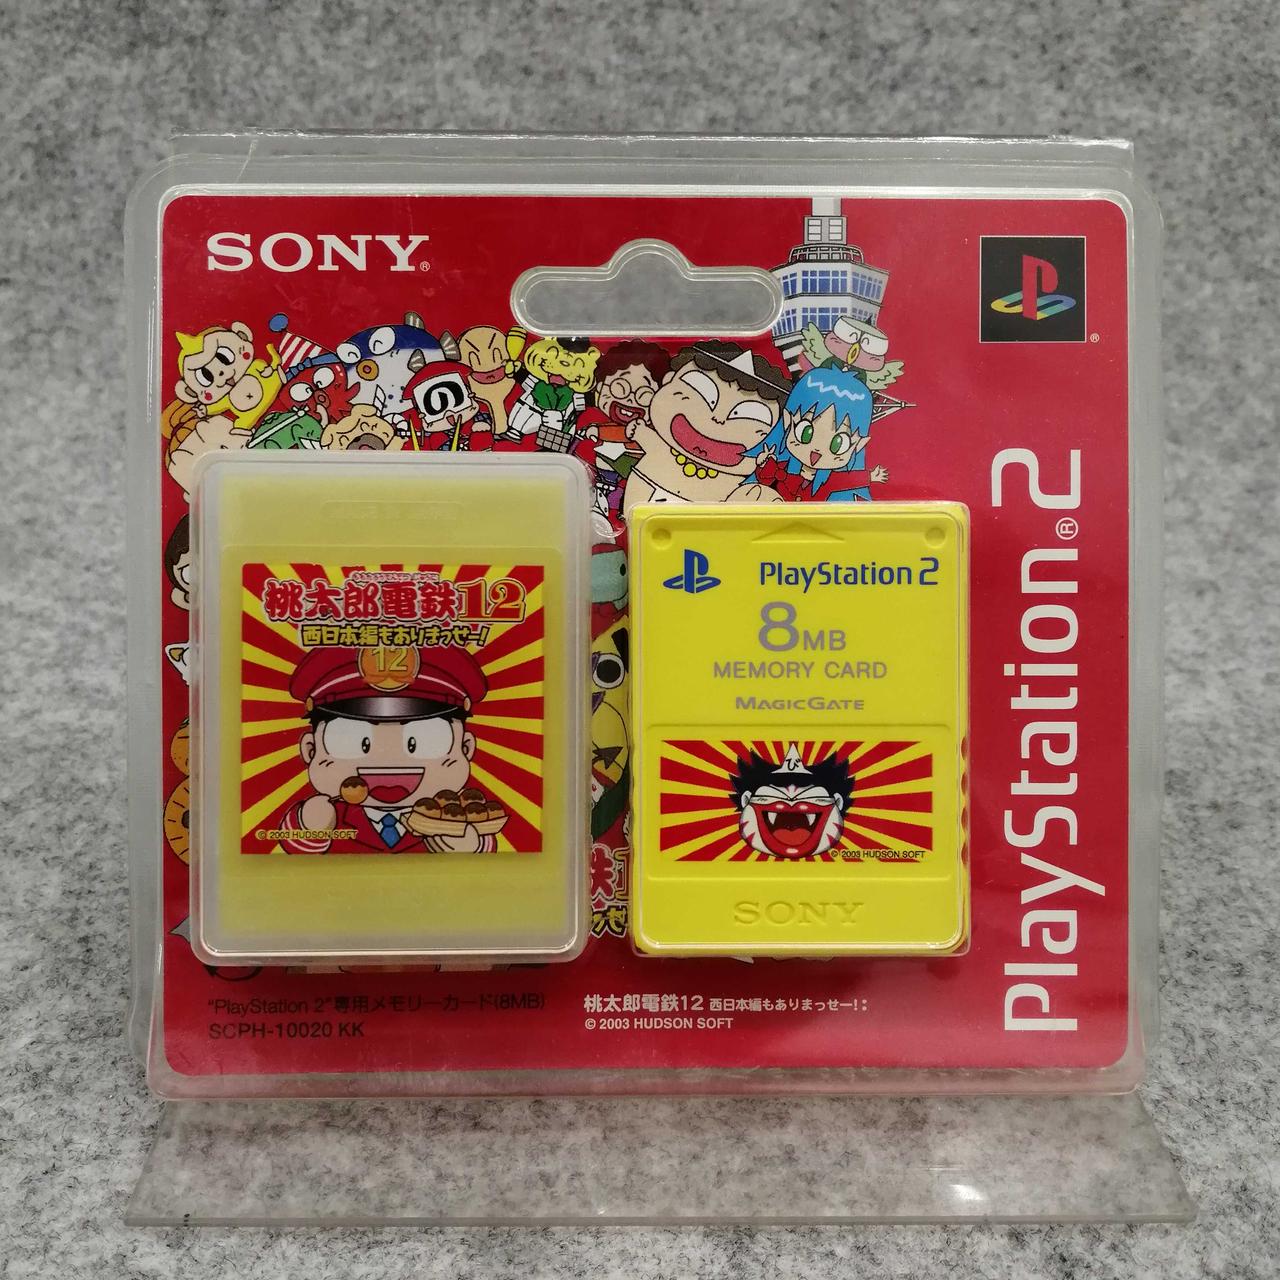 SONY®
の
PlayStation®2
桃太郎電鉄12
西日本編もありまっせー!
12
© 2003 HUDSON SOFT
PlayStation 2
8MB
MEMORY CARD
MAGICGATE
び
© 2003 HUDSON SOFT
SONY
"PlayStation 2"専用メモリーカード(8MB)
SCPH-10020 KK
桃太郎電鉄12 西日本編もありまっせー!:
© 2003 HUDSON SOFT